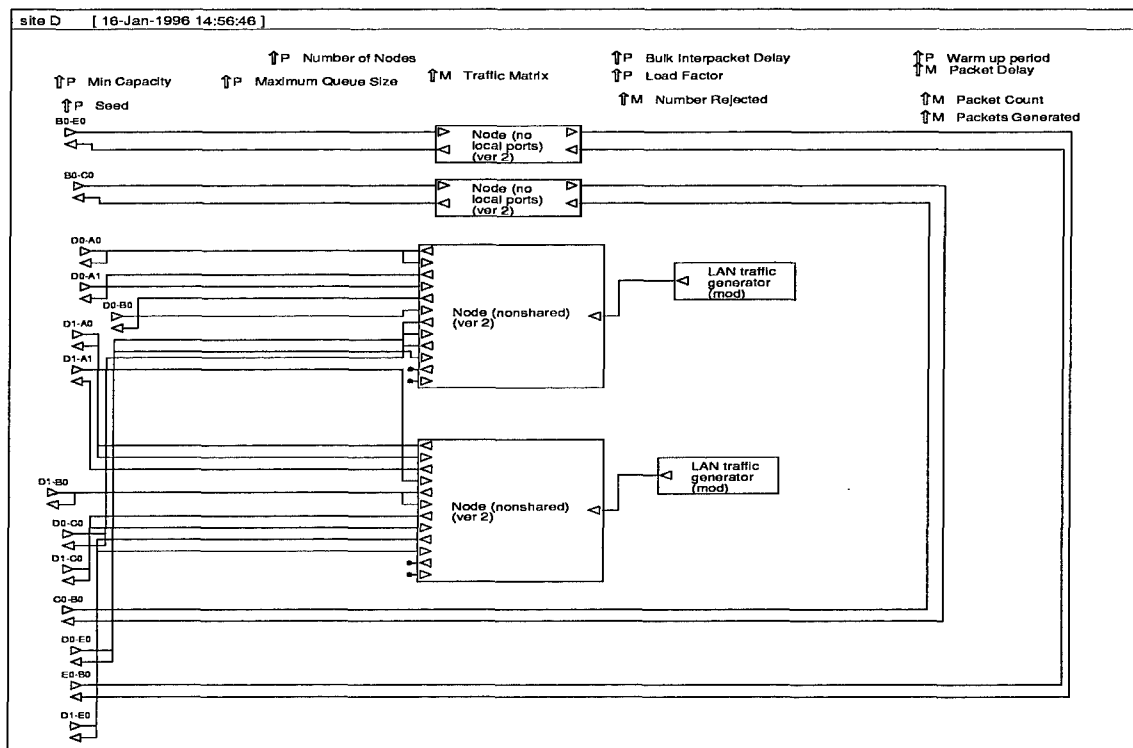 site D [ 16-Jan-1996 14:56:46 ]
⇑P Number of Nodes
⇑P Bulk Interpacket Delay
⇑P Warm up period
⇑P Min Capacity
⇑P Maximum Queue Size
⇑M Traffic Matrix
⇑P Load Factor
⇑M Packet Delay
⇑P Seed
⇑M Number Rejected
⇑M Packet Count
⇑M Packets Generated
B0-E0
Node (no
local ports)
(ver 2)
B0-C0
Node (no
local ports)
(ver 2)
D0-A0
D0-A1
D0-B0
D1-A0
D1-A1
Node (nonshared)
(ver 2)
LAN traffic
generator
(mod)
D1-B0
D0-C0
D1-C0
Node (nonshared)
(ver 2)
LAN traffic
generator
(mod)
C0-B0
D0-E0
E0-B0
D1-E0